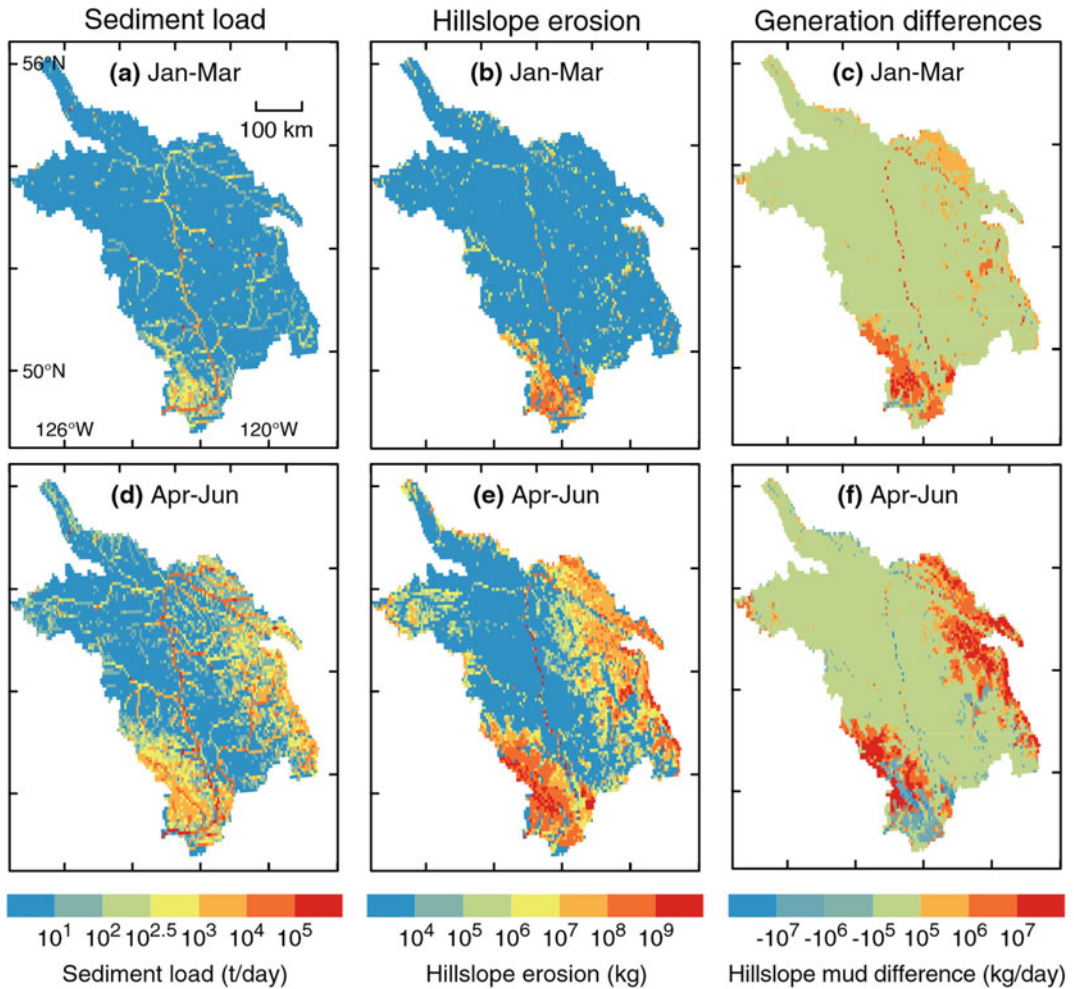 Sediment load Hillslope erosion Generation differences
56°N (a) Jan-Mar (b) Jan-Mar (c) Jan-Mar
100 km
50°N
126°W 120°W
(d) Apr-Jun (e) Apr-Jun (f) Apr-Jun
10¹ 10² 10²·⁵ 10³ 10⁴ 10⁵ 10⁴ 10⁵ 10⁶ 10⁷ 10⁸ 10⁹ -10⁷ -10⁶ -10⁵ 10⁵ 10⁶ 10⁷
Sediment load (t/day) Hillslope erosion (kg) Hillslope mud difference (kg/day)